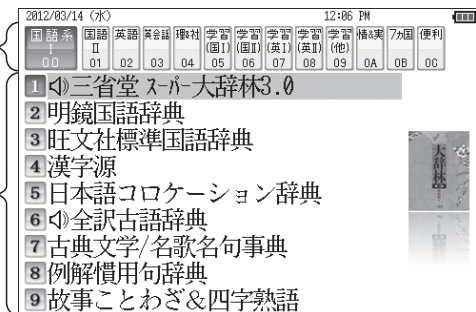 2012/03/14 (水) 12:06 PM
国語系 国語 英語 英会話 理&社 学習 学習 学習 学習 学習 情&実 7ヵ国 便利
I II (国I) (国II) (英I) (英II) (他)
00 01 02 03 04 05 06 07 08 09 0A 0B 0C
1 三省堂 スーパー大辞林3.0
2 明鏡国語辞典
3 旺文社標準国語辞典
4 漢字源
5 日本語コロケーション辞典
6 全訳古語辞典
7 古典文学/名歌名句事典
8 例解慣用句辞典
9 故事ことわざ&四字熟語
大辞林